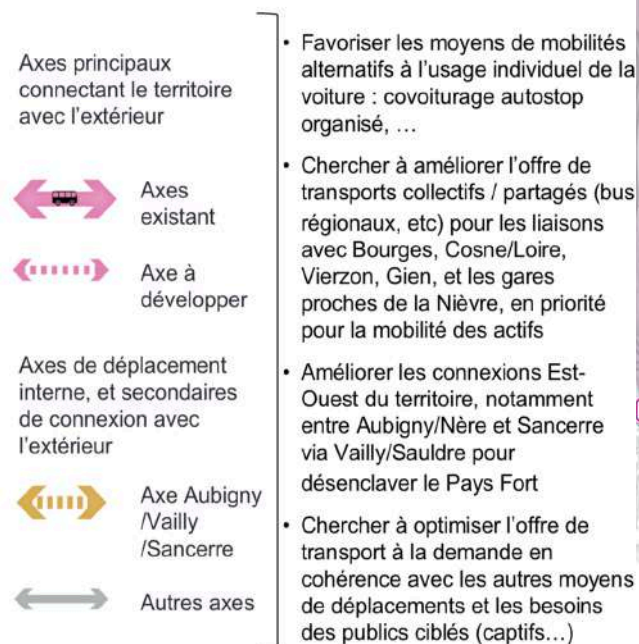 Axes principaux
connectant le territoire
avec l'extérieur
Axes
existant
Axe à
développer
Axes de déplacement
interne, et secondaires
de connexion avec
l'extérieur
Axe Aubigny
/Vailly
/Sancerre
Autres axes
• Favoriser les moyens de mobilités
alternatifs à l'usage individuel de la
voiture : covoiturage autostop
organisé, …
• Chercher à améliorer l'offre de
transports collectifs / partagés (bus
régionaux, etc) pour les liaisons
avec Bourges, Cosne/Loire,
Vierzon, Gien, et les gares
proches de la Nièvre, en priorité
pour la mobilité des actifs
• Améliorer les connexions Est-
Ouest du territoire, notamment
entre Aubigny/Nère et Sancerre
via Vailly/Sauldre pour
désenclaver le Pays Fort
• Chercher à optimiser l'offre de
transport à la demande en
cohérence avec les autres moyens
de déplacements et les besoins
des publics ciblés (captifs…)